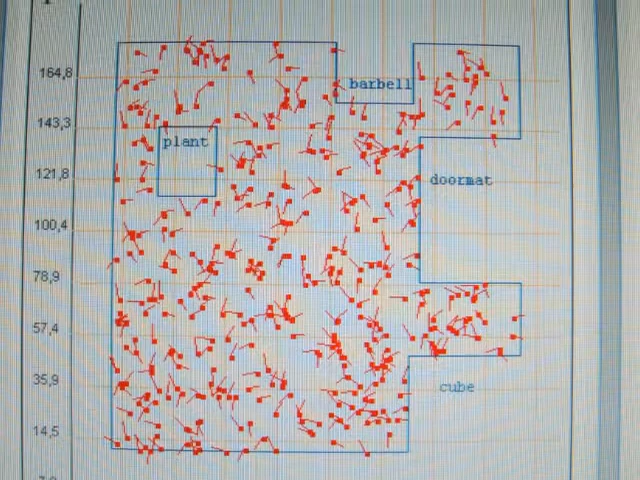 164,8
barbell
143,3
plant
121,8
doormat
100,4
78,9
57,4
35,9
cube
14,5